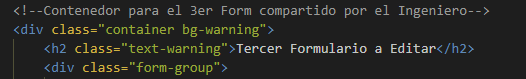 <!--Contenedor para el 3er Form compartido por el Ingeniero-->
<div class="container bg-warning">
<h2 class="text-warning">Tercer Formulario a Editar</h2>
<div class="form-group">